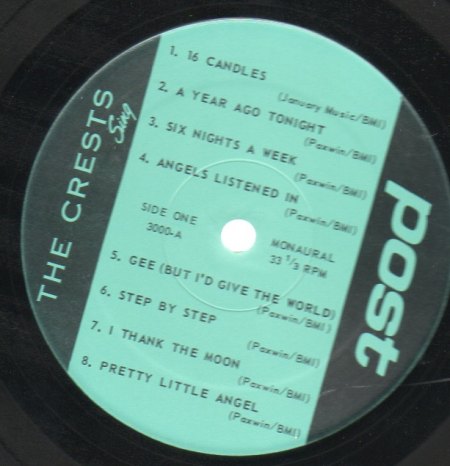 THE CRESTS
Sing
1. 16 CANDLES
(January Music/BMI)
2. A YEAR AGO TONIGHT
(Paxwin/BMI)
3. SIX NIGHTS A WEEK
(Paxwin/BMI)
4. ANGELS LISTENED IN
(Paxwin/BMI)
SIDE ONE
3000-A
MONAURAL
33 1/3 RPM
5. GEE (BUT I'D GIVE THE WORLD)
(Paxwin/BMI)
6. STEP BY STEP
(Paxwin/BMI)
7. I THANK THE MOON
(Paxwin/BMI)
8. PRETTY LITTLE ANGEL
(Paxwin/BMI)
post